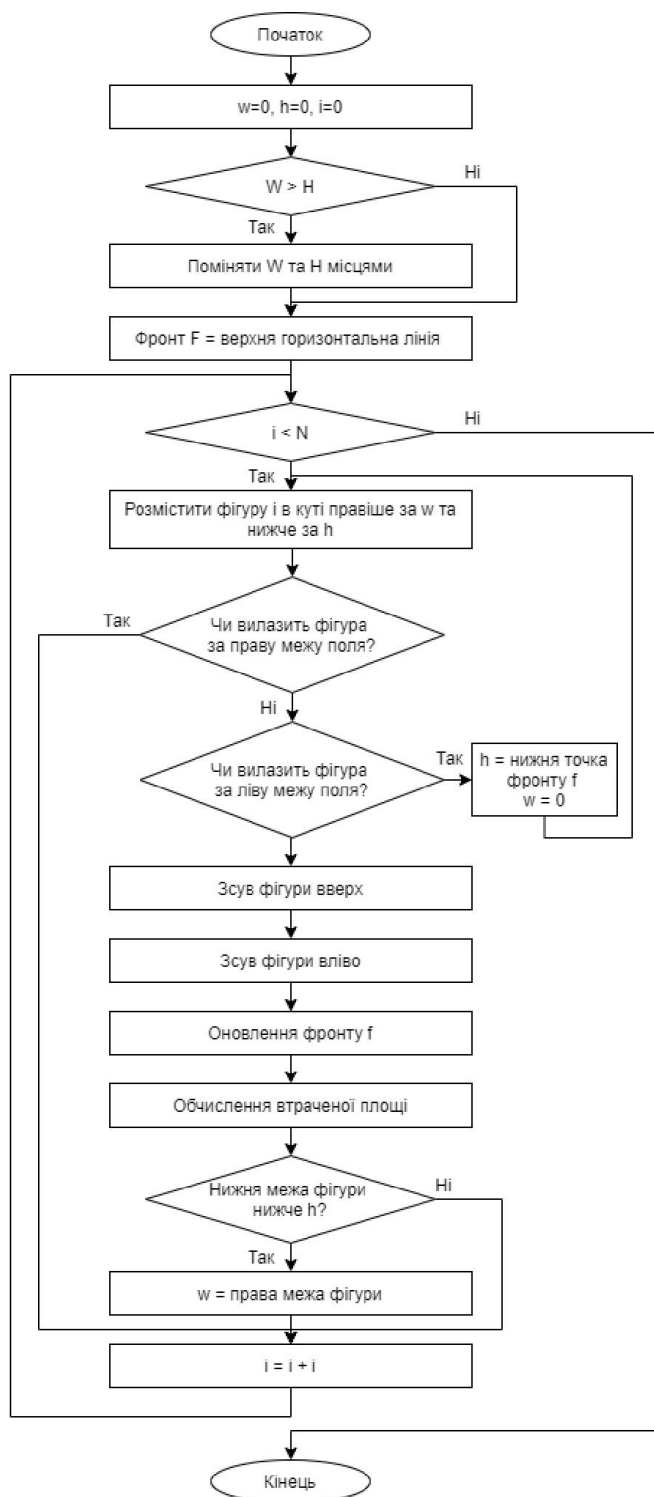 Початок
w=0, h=0, i=0
W > H
Ні
Так
Поміняти W та H місцями
Фронт F = верхня горизонтальна лінія
i < N
Ні
Так
Розмістити фігуру i в куті правіше за w та
нижче за h
Чи вилазить фігура
за праву межу поля?
Так
Ні
Чи вилазить фігура
за ліву межу поля?
Так
h = нижня точка
фронту f
w = 0
Зсув фігури вверх
Зсув фігури вліво
Оновлення фронту f
Обчислення втраченої площі
Нижня межа фігури
нижче h?
Ні
Так
w = права межа фігури
i = i + i
Кінець